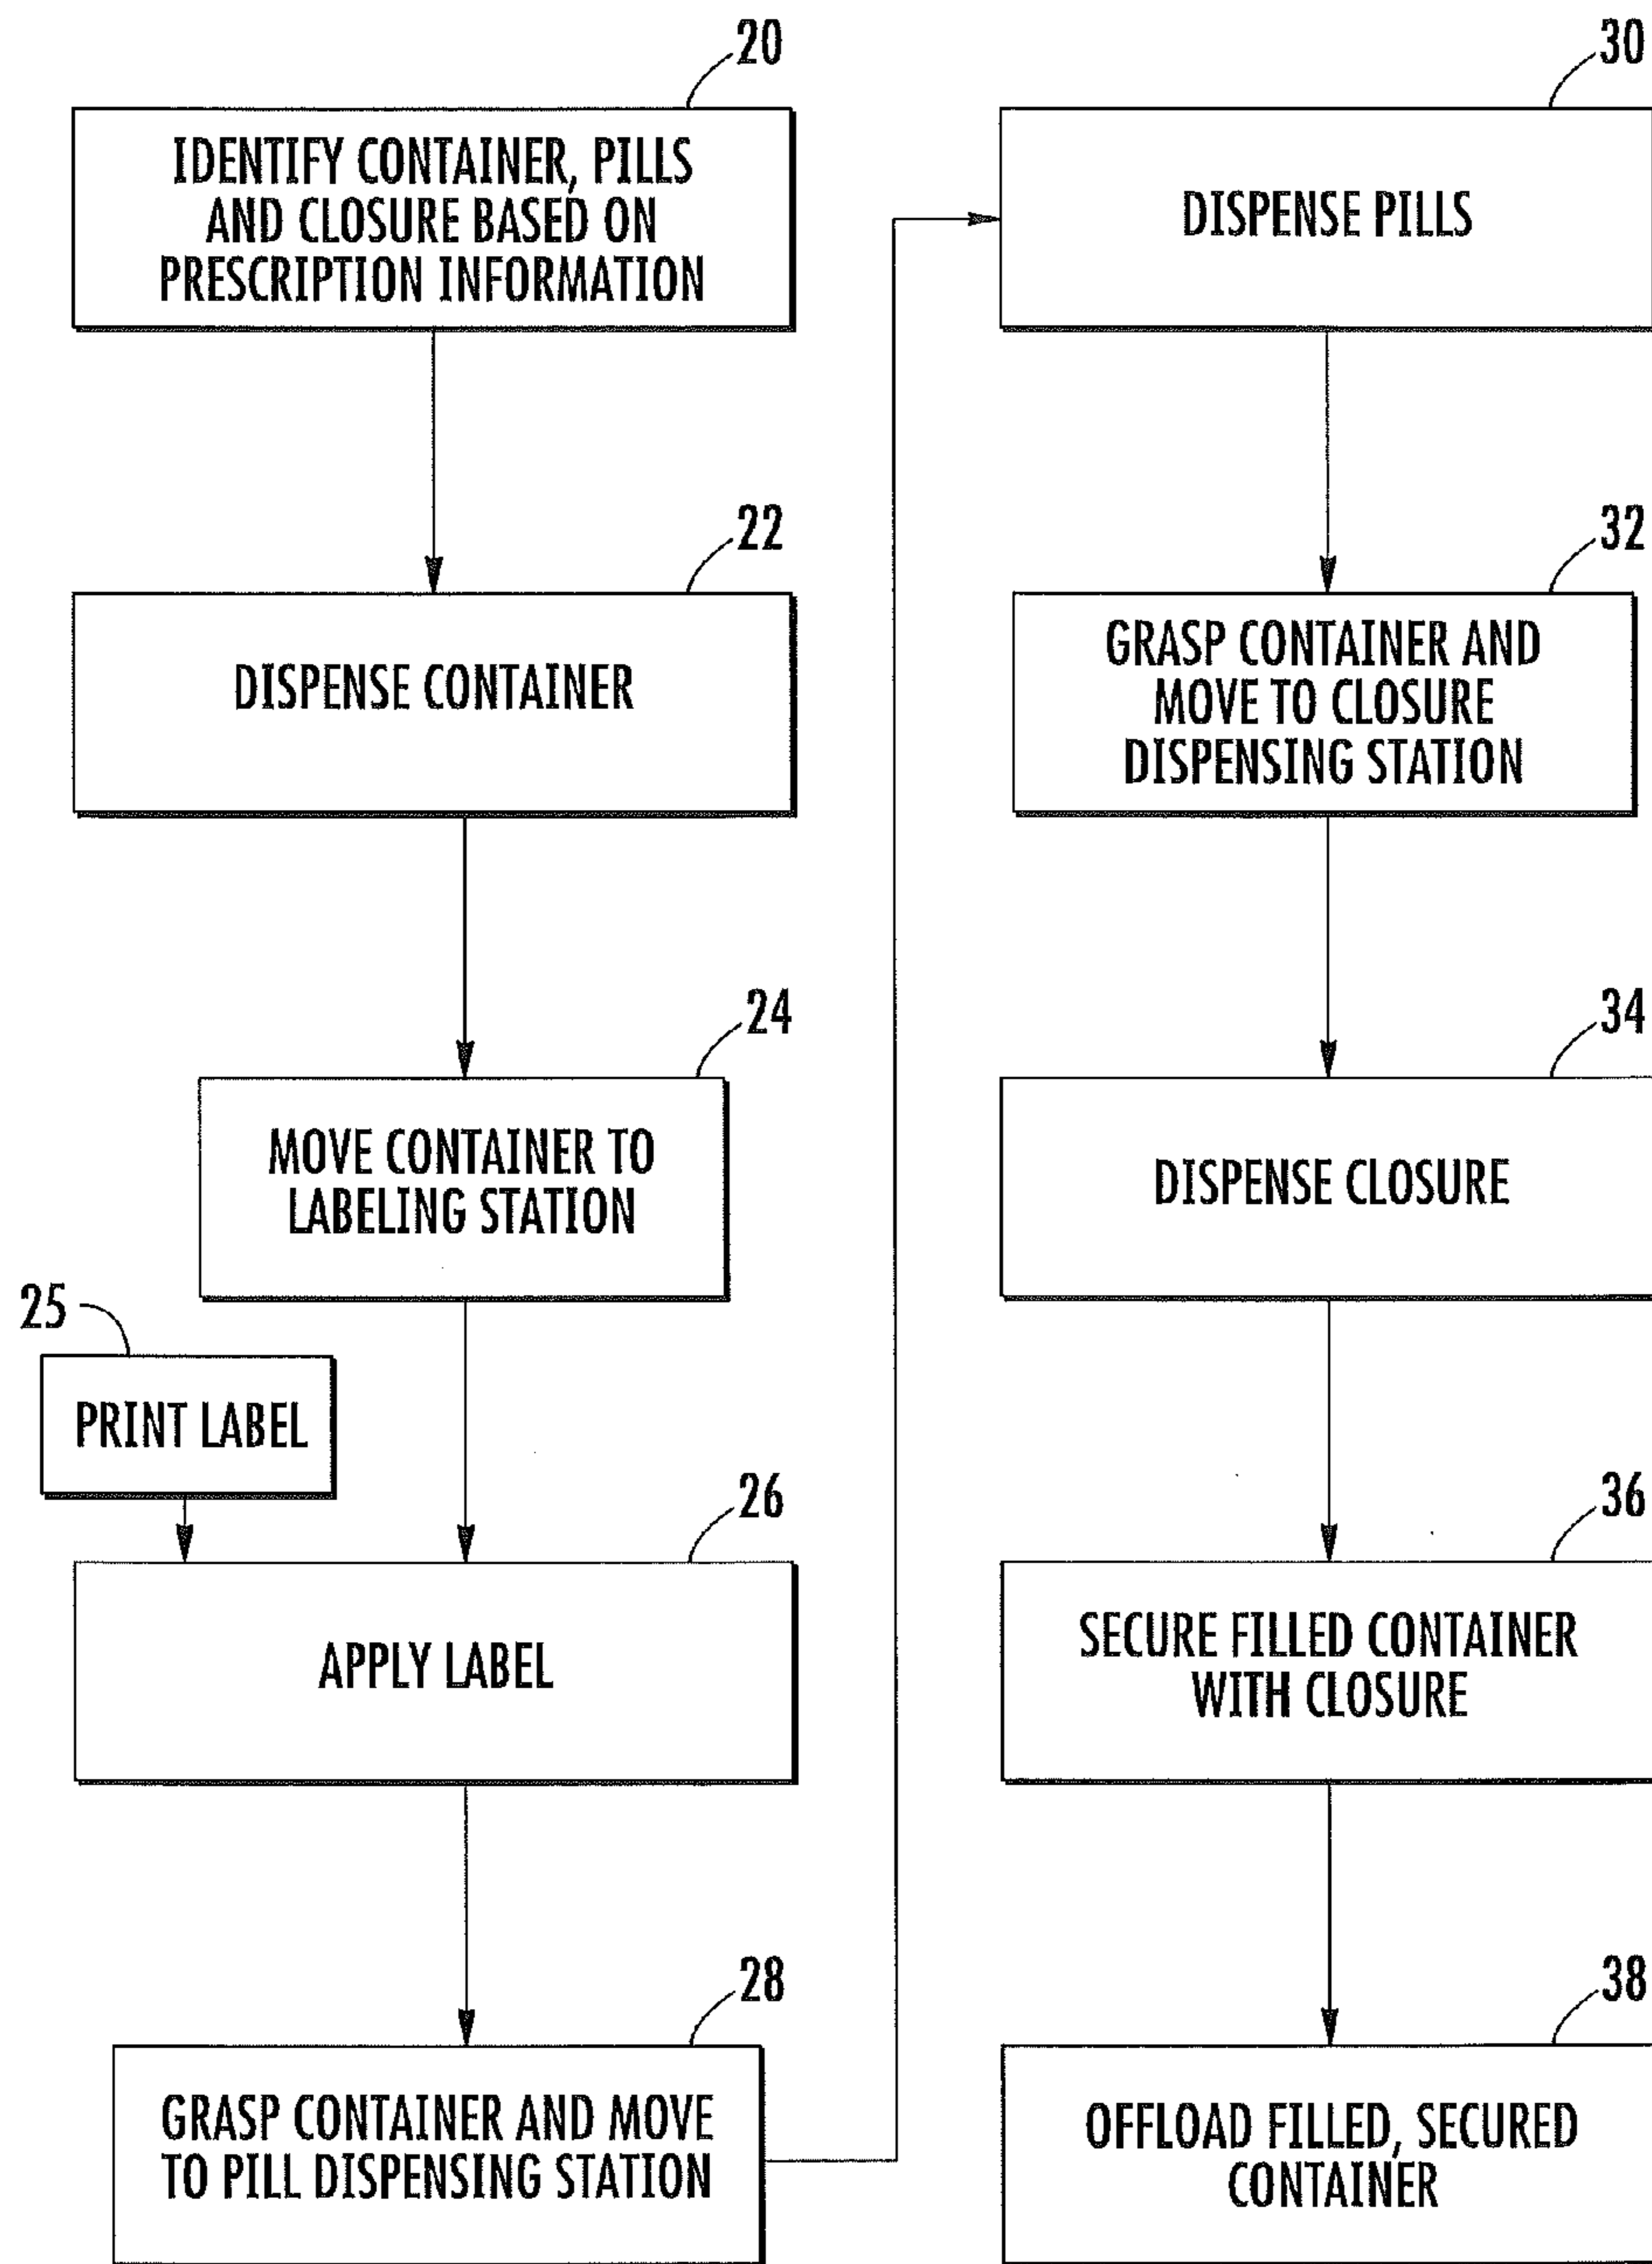 20
IDENTIFY CONTAINER, PILLS
AND CLOSURE BASED ON
PRESCRIPTION INFORMATION
22
DISPENSE CONTAINER
24
MOVE CONTAINER TO
LABELING STATION
25
PRINT LABEL
26
APPLY LABEL
28
GRASP CONTAINER AND MOVE
TO PILL DISPENSING STATION
30
DISPENSE PILLS
32
GRASP CONTAINER AND
MOVE TO CLOSURE
DISPENSING STATION
34
DISPENSE CLOSURE
36
SECURE FILLED CONTAINER
WITH CLOSURE
38
OFFLOAD FILLED, SECURED
CONTAINER